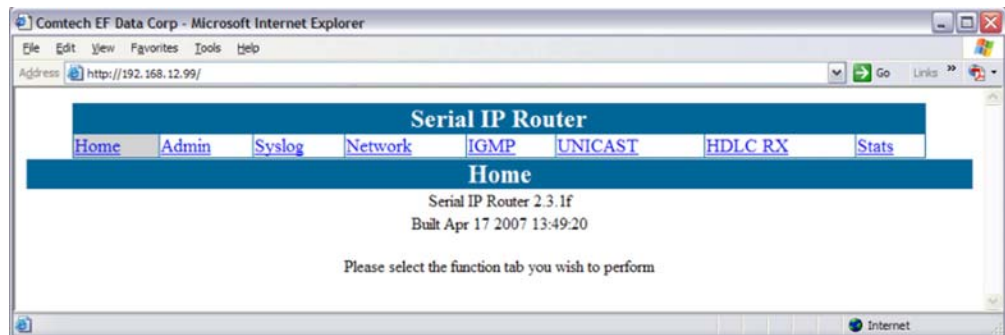 Comtech EF Data Corp - Microsoft Internet Explorer
File Edit View Favorites Tools Help
Address http://192.168.12.99/ Go Links »
Serial IP Router
Home Admin Syslog Network IGMP UNICAST HDLC RX Stats
Home
Serial IP Router 2.3.1f
Built Apr 17 2007 13:49:20
Please select the function tab you wish to perform
Internet